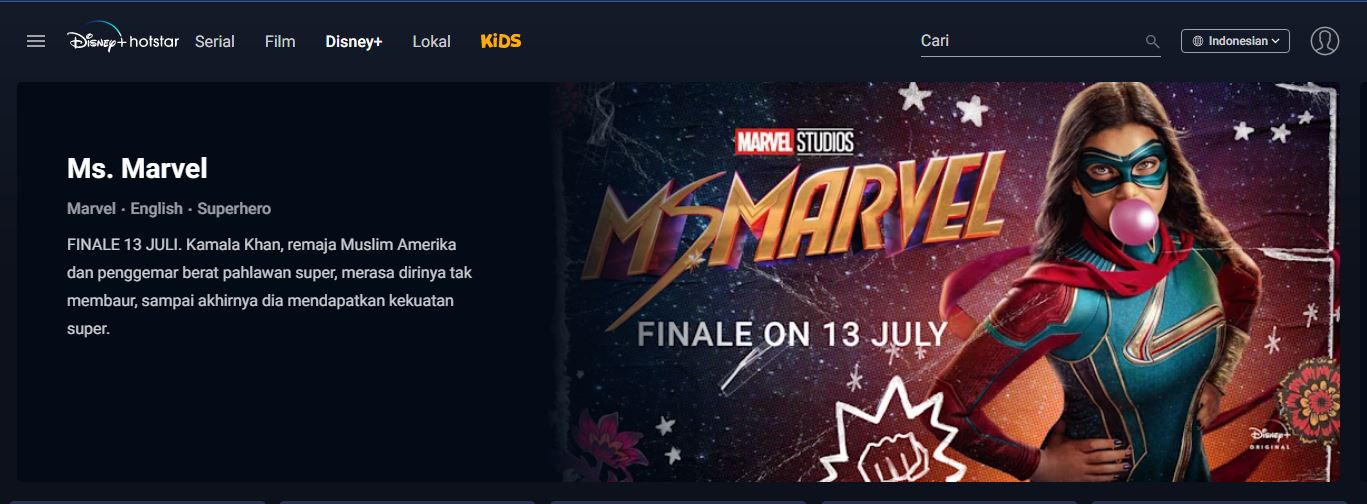 Disney+ hotstar Serial Film Disney+ Lokal KiDS Cari Indonesian
MARVEL STUDIOS
Ms. Marvel
MS. MARVEL
Marvel • English • Superhero
FINALE 13 JULI. Kamala Khan, remaja Muslim Amerika
dan penggemar berat pahlawan super, merasa dirinya tak
membaur, sampai akhirnya dia mendapatkan kekuatan
super.
FINALE ON 13 JULY
Disney+
ORIGINAL